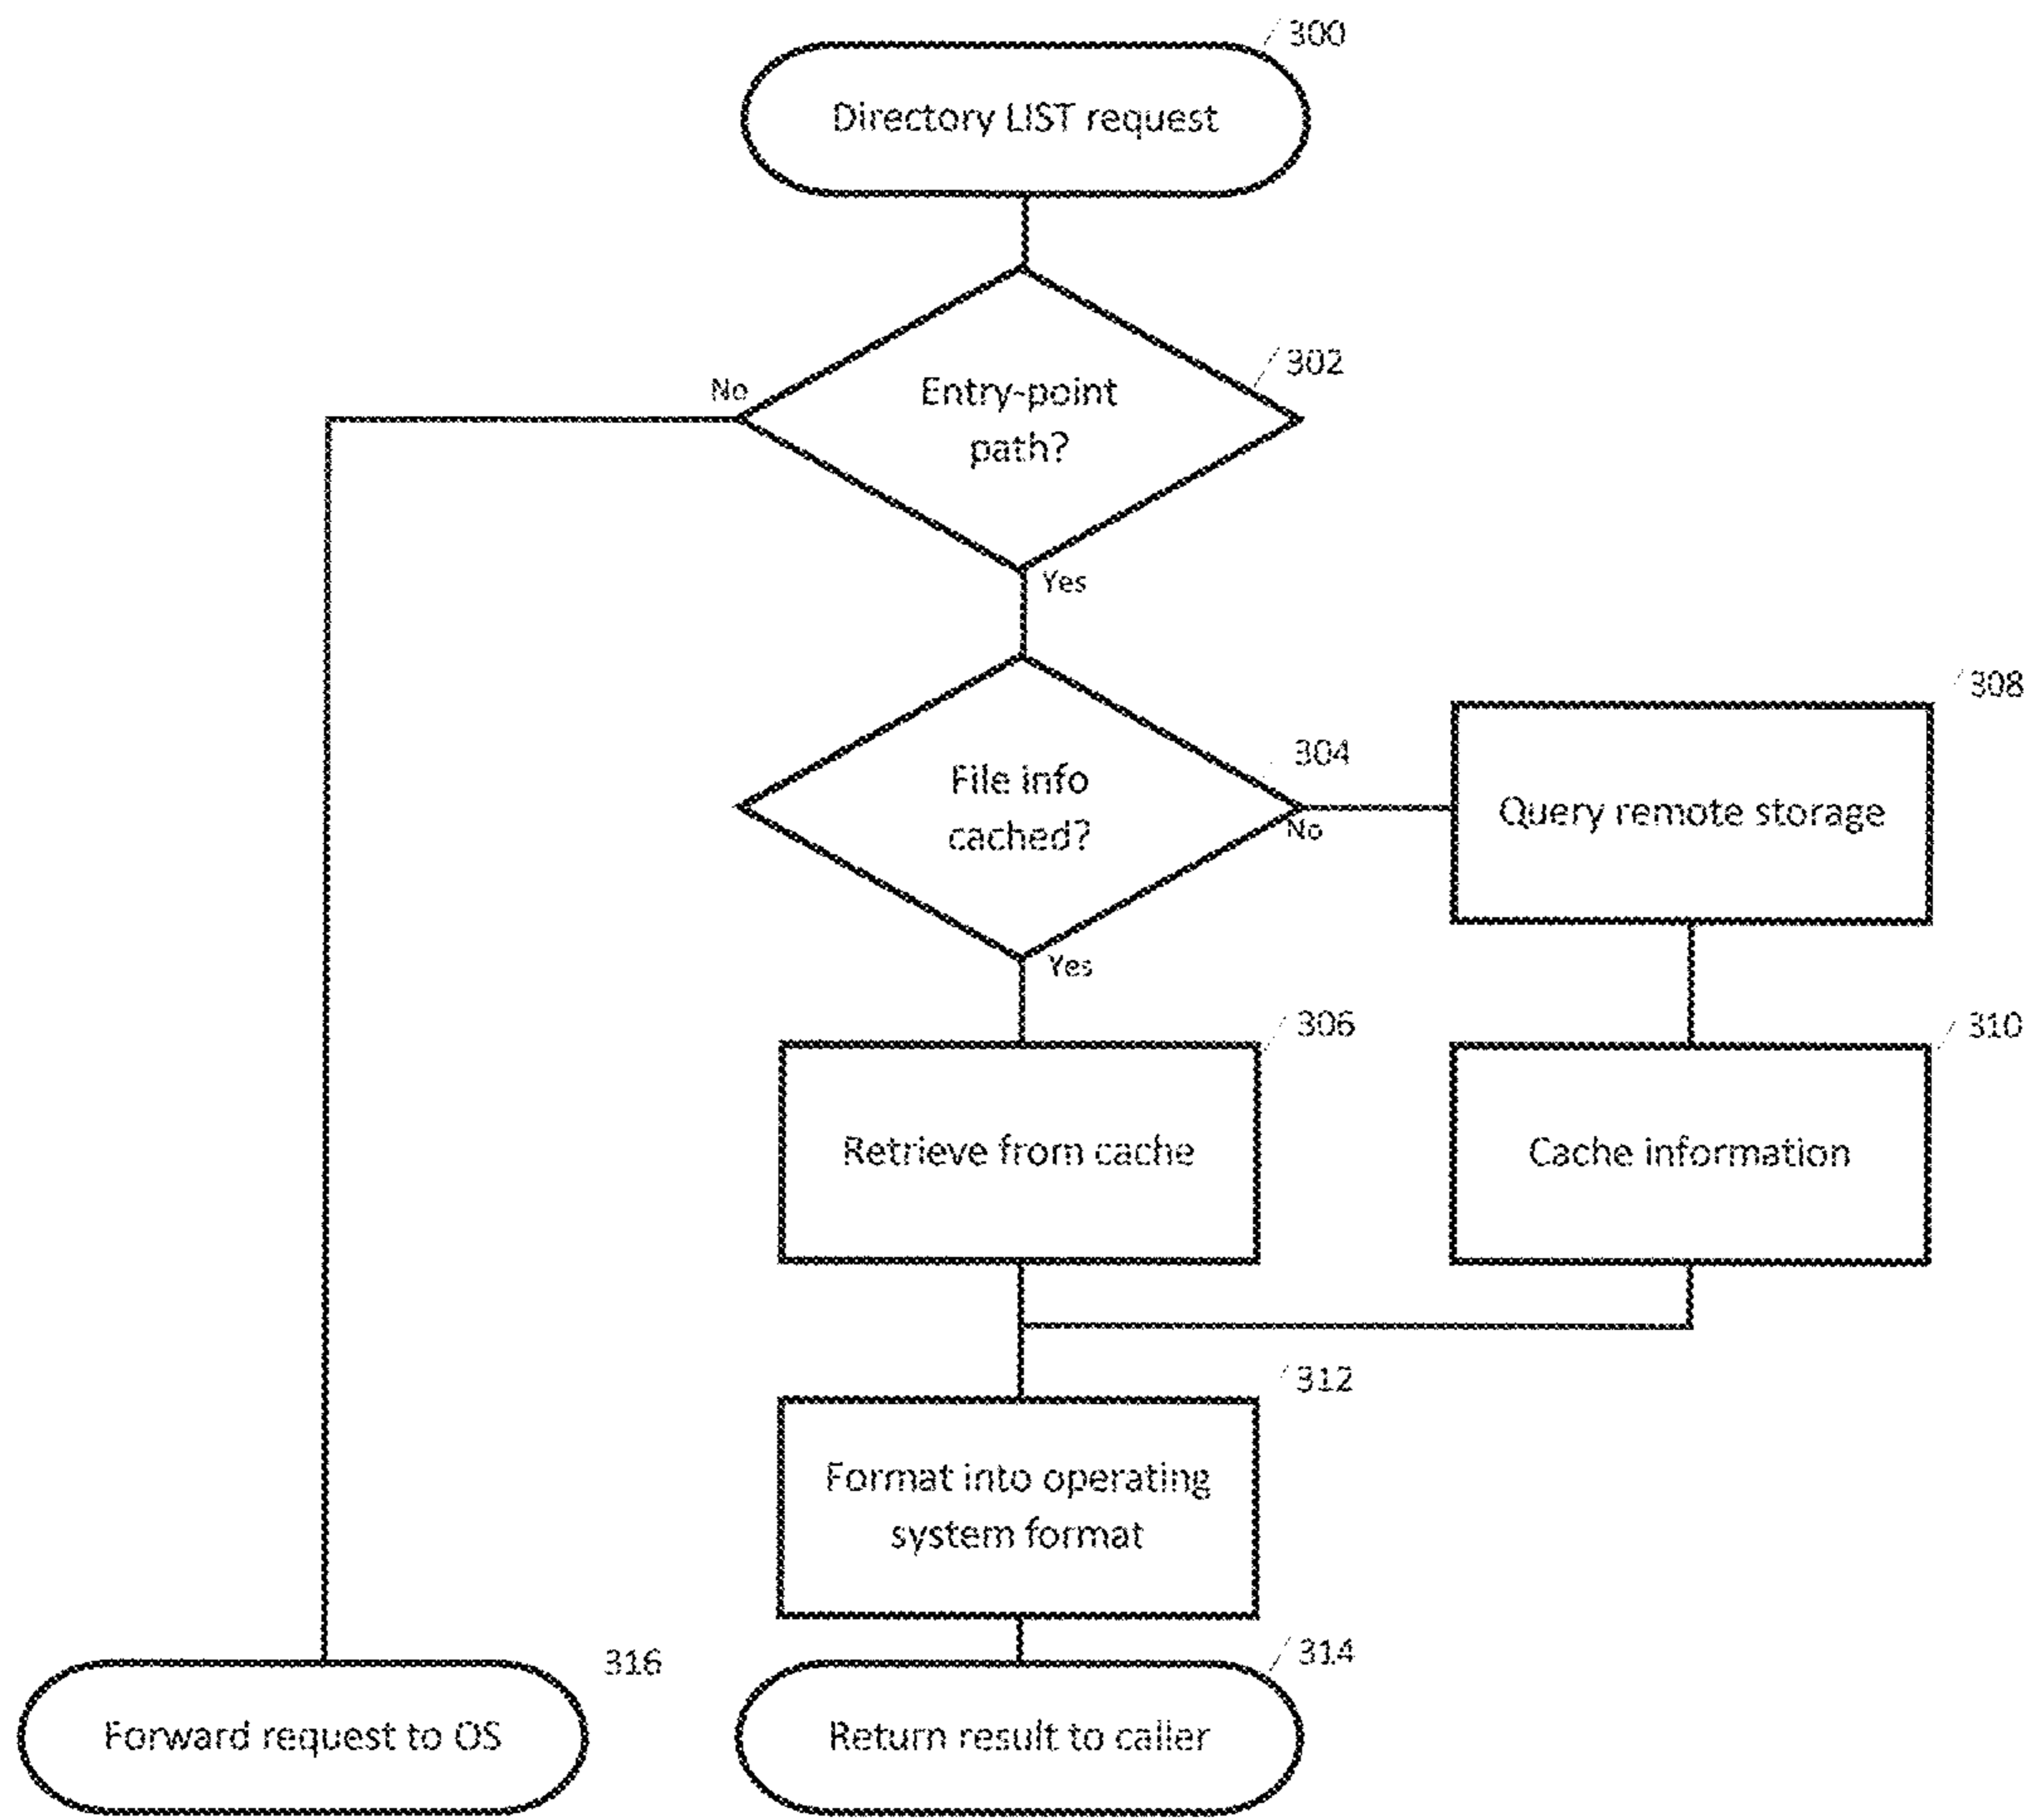 300
Directory LIST request
302
No
Entry-point
path?
Yes
308
304
File info
cached?
Query remote storage
No
Yes
306
310
Retrieve from cache
Cache information
312
Format into operating
system format
316
314
Forward request to OS
Return result to caller